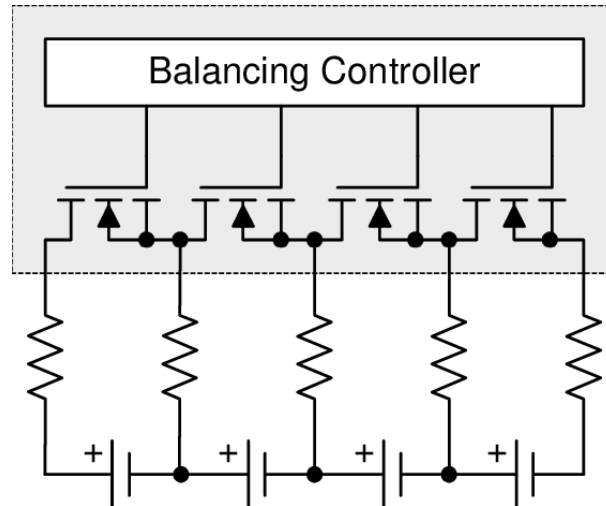 Balancing Controller
+ + + +